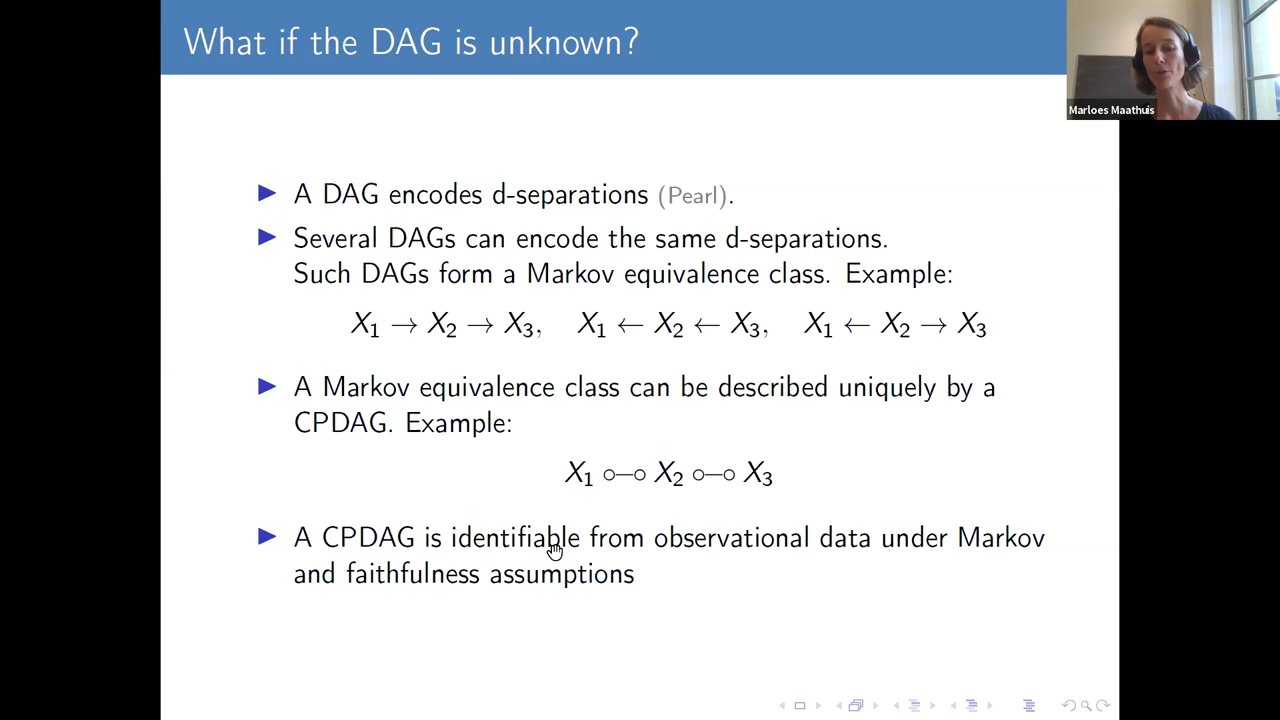 What if the DAG is unknown?
Marloes Maathuis
▶ A DAG encodes d-separations (Pearl).
▶ Several DAGs can encode the same d-separations.
Such DAGs form a Markov equivalence class. Example:
X₁ → X₂ → X₃, X₁ ← X₂ ← X₃, X₁ ← X₂ → X₃
▶ A Markov equivalence class can be described uniquely by a
CPDAG. Example:
X₁ ○–○ X₂ ○–○ X₃
▶ A CPDAG is identifiable from observational data under Markov
and faithfulness assumptions